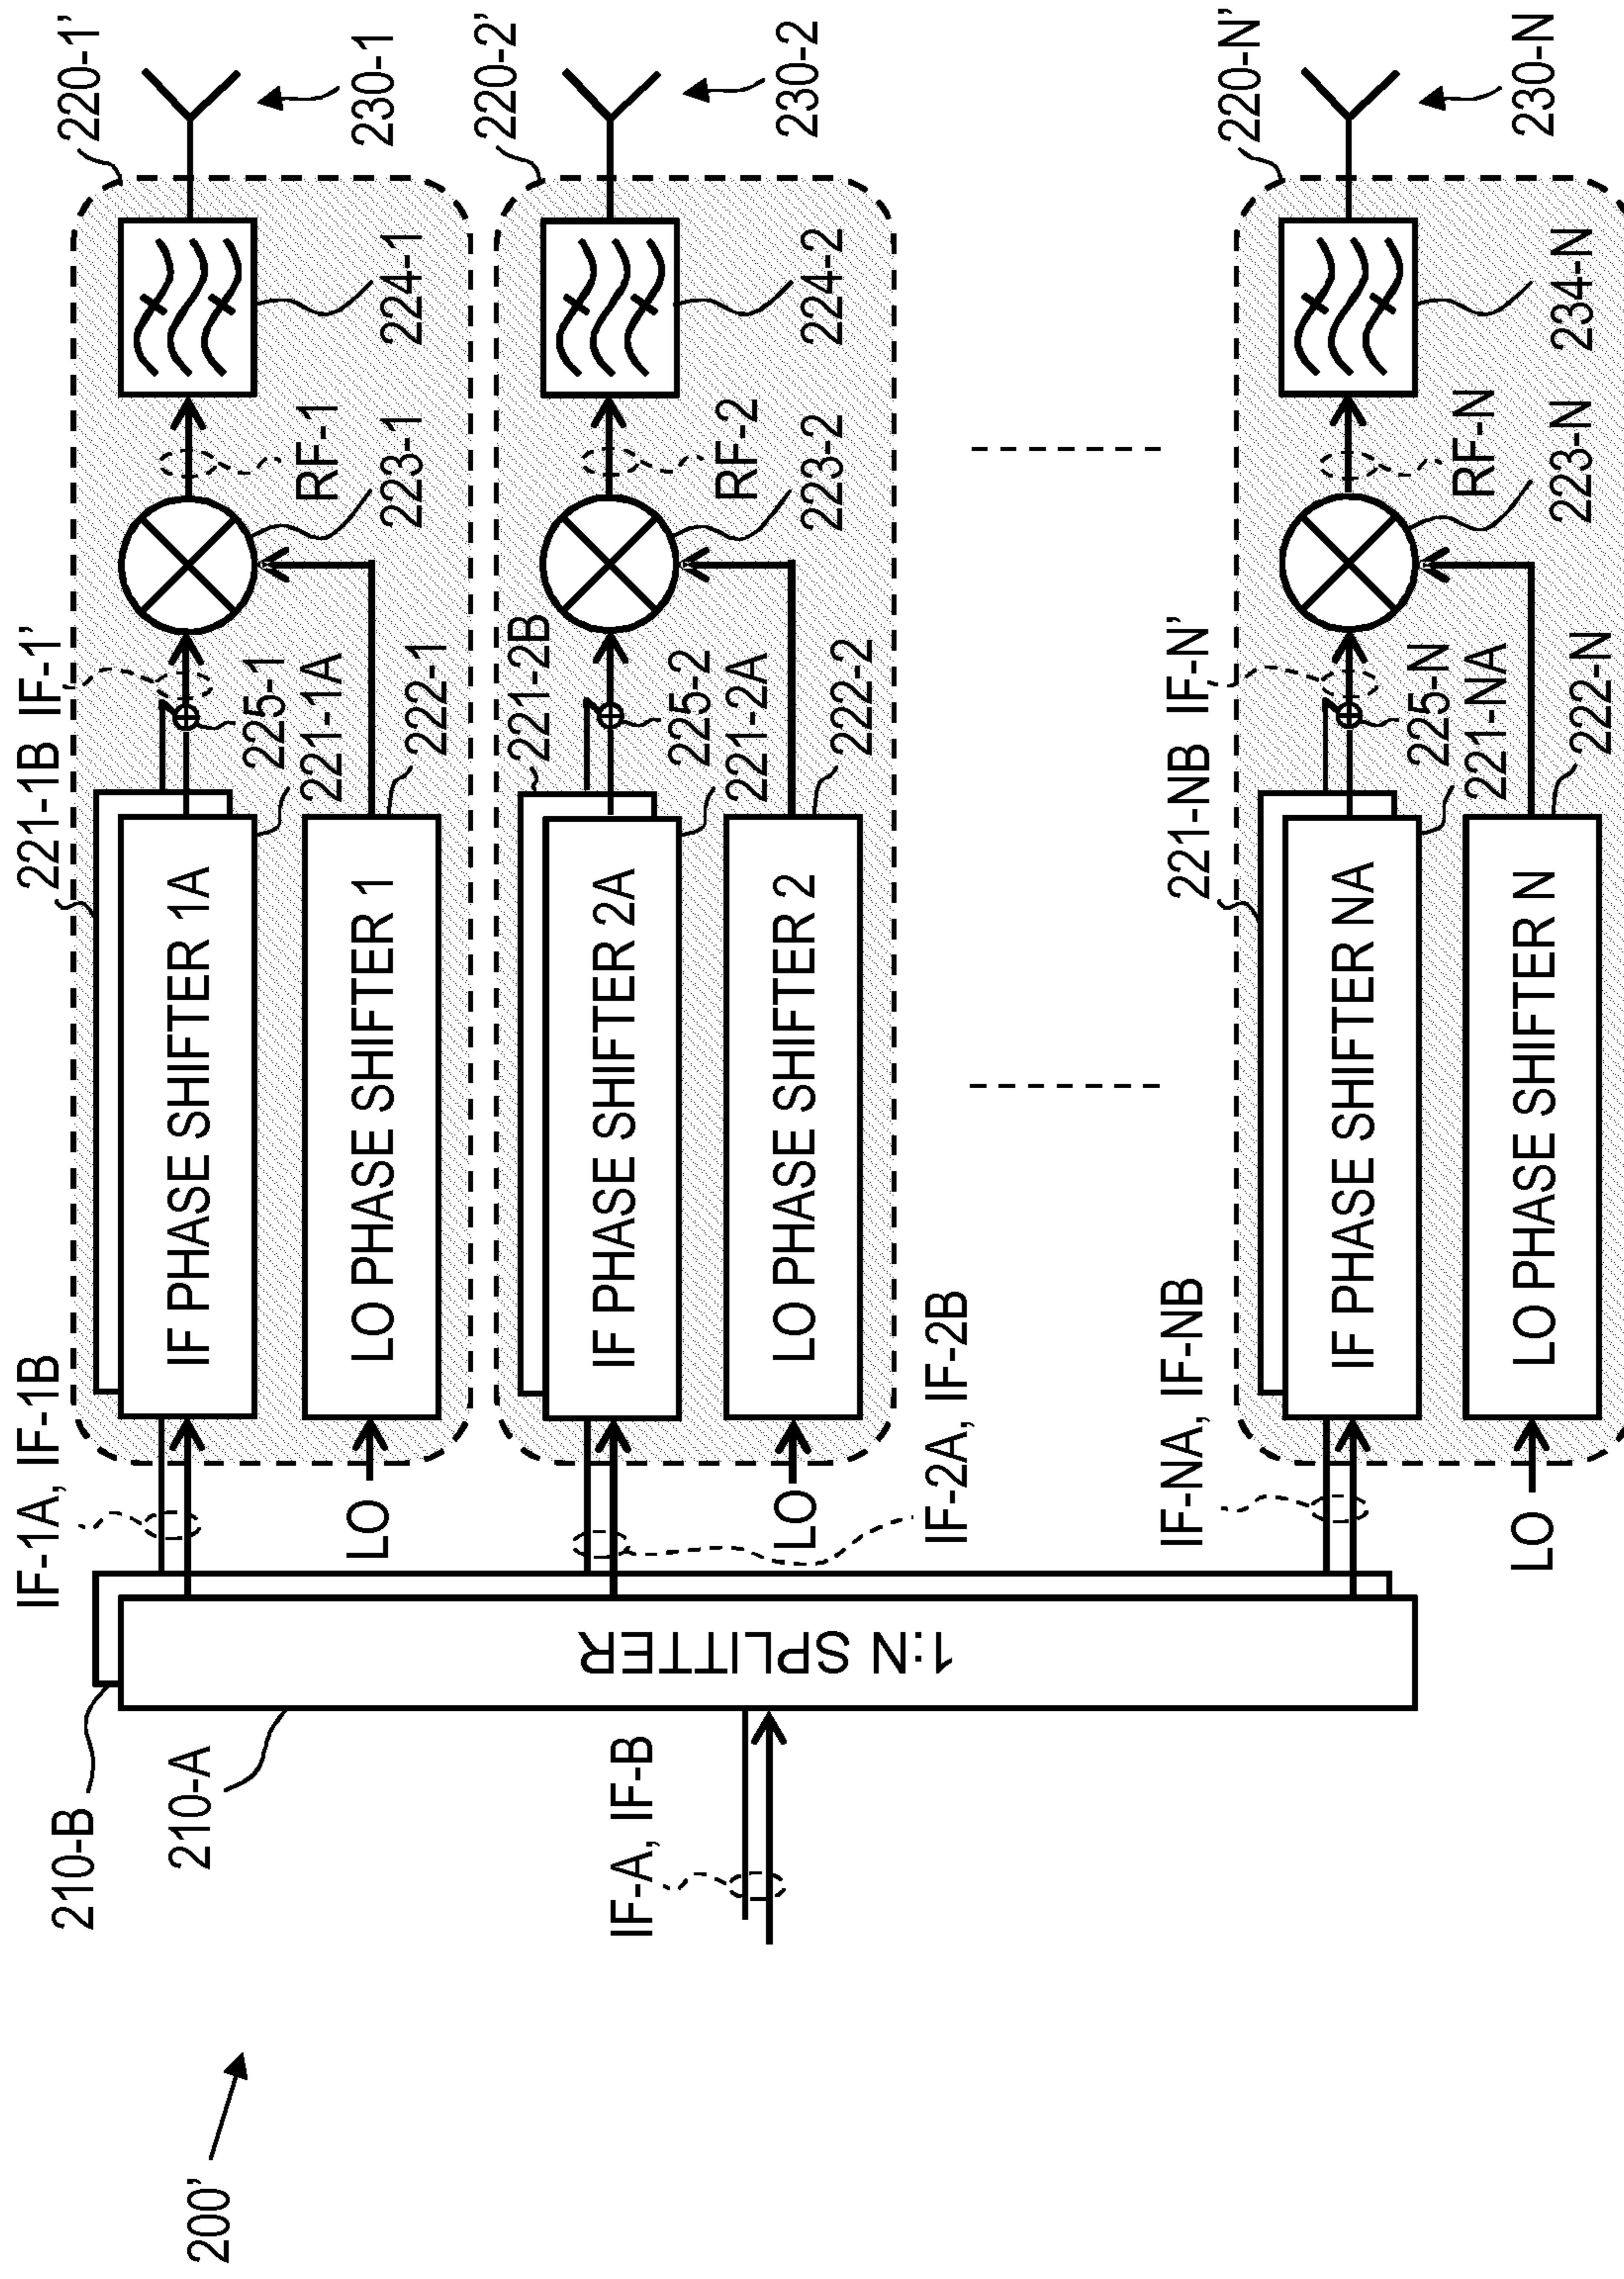 200'
210-B
210-A
IF-A, IF-B
1:N SPLITTER
IF-1A, IF-1B
LO
IF PHASE SHIFTER 1A
LO PHASE SHIFTER 1
221-1B
IF-1'
225-1
221-1A
222-1
RF-1
223-1
224-1
220-1'
230-1
IF-2A, IF-2B
LO
IF PHASE SHIFTER 2A
LO PHASE SHIFTER 2
221-2B
225-2
221-2A
222-2
RF-2
223-2
224-2
220-2'
230-2
IF-NA, IF-NB
LO
IF PHASE SHIFTER NA
LO PHASE SHIFTER N
221-NB
IF-N'
225-N
221-NA
222-N
RF-N
223-N
234-N
220-N'
230-N